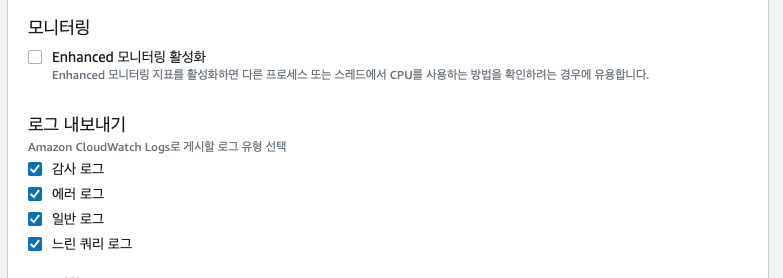 모니터링
Enhanced 모니터링 활성화
Enhanced 모니터링 지표를 활성화하면 다른 프로세스 또는 스레드에서 CPU를 사용하는 방법을 확인하려는 경우에 유용합니다.
로그 내보내기
Amazon CloudWatch Logs로 게시할 로그 유형 선택
감사 로그
에러 로그
일반 로그
느린 쿼리 로그